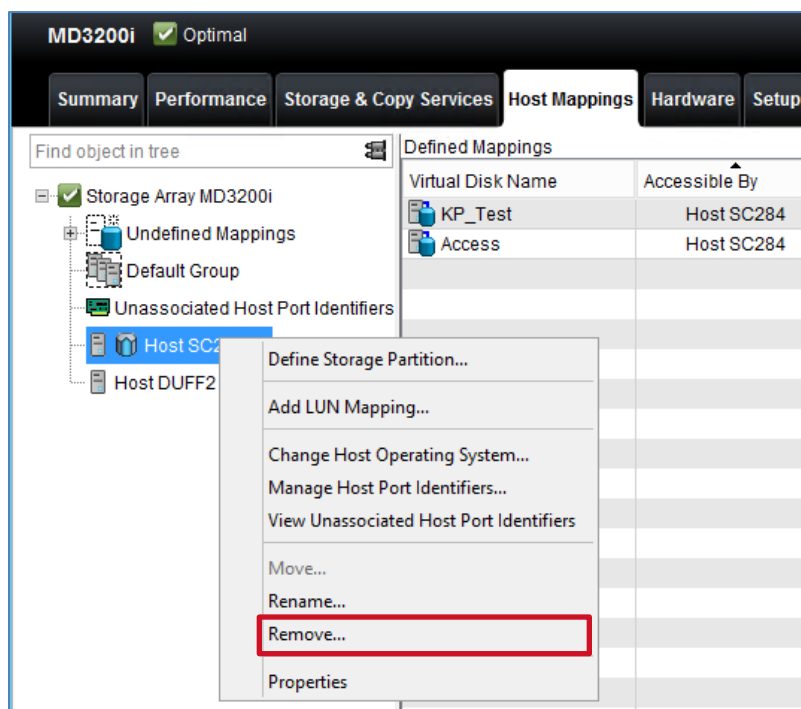 MD3200i Optimal
Summary Performance Storage & Copy Services Host Mappings Hardware Setup
Find object in tree
Storage Array MD3200i
Undefined Mappings
Default Group
Unassociated Host Port Identifiers
Host SC2
Host DUFF2
Defined Mappings
Virtual Disk Name Accessible By
KP_Test Host SC284
Access Host SC284
Define Storage Partition...
Add LUN Mapping...
Change Host Operating System...
Manage Host Port Identifiers...
View Unassociated Host Port Identifiers
Move...
Rename...
Remove...
Properties